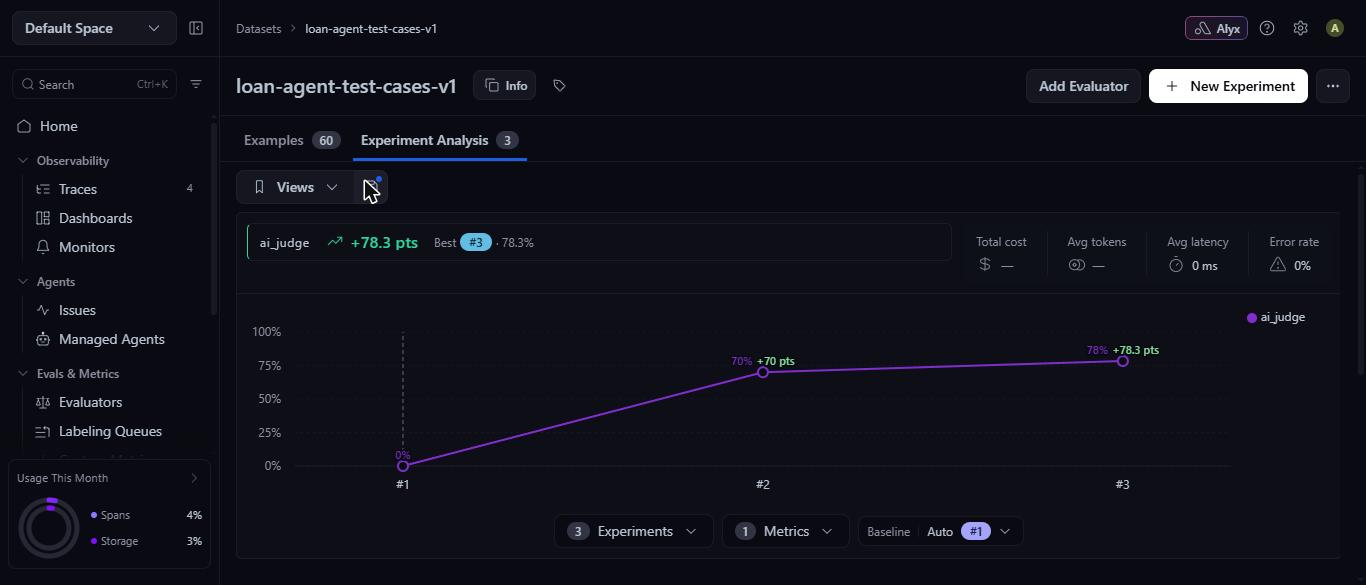 Default Space
Search Ctrl+K
Home
Observability
Traces 4
Dashboards
Monitors
Agents
Issues
Managed Agents
Evals & Metrics
Evaluators
Labeling Queues
Usage This Month
Spans 4%
Storage 3%
Datasets > loan-agent-test-cases-v1
Alyx ? A
loan-agent-test-cases-v1 Info Add Evaluator + New Experiment ...
Examples 60 Experiment Analysis 3
Views
ai_judge +78.3 pts Best #3 · 78.3%
Total cost Avg tokens Avg latency Error rate
$ — — 0 ms 0%
ai_judge
100%
75%
50%
25%
0%
0%
70% +70 pts
78% +78.3 pts
#1 #2 #3
3 Experiments 1 Metrics Baseline Auto #1